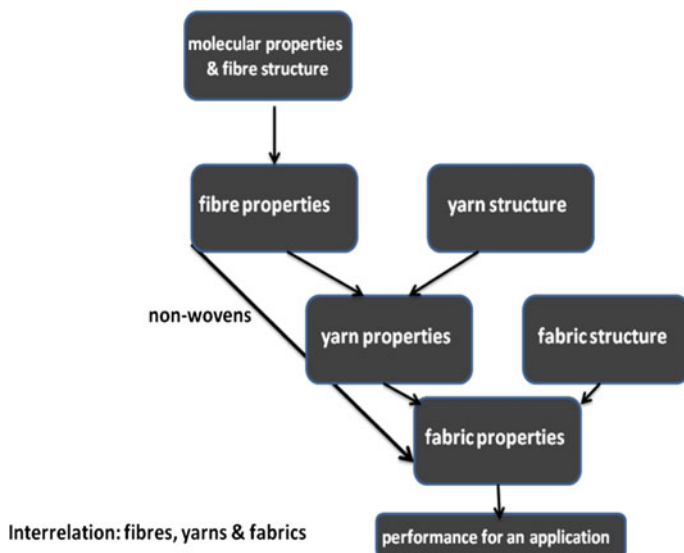 molecular properties
& fibre structure
fibre properties
yarn structure
non-wovens
yarn properties
fabric structure
fabric properties
Interrelation: fibres, yarns & fabrics
performance for an application